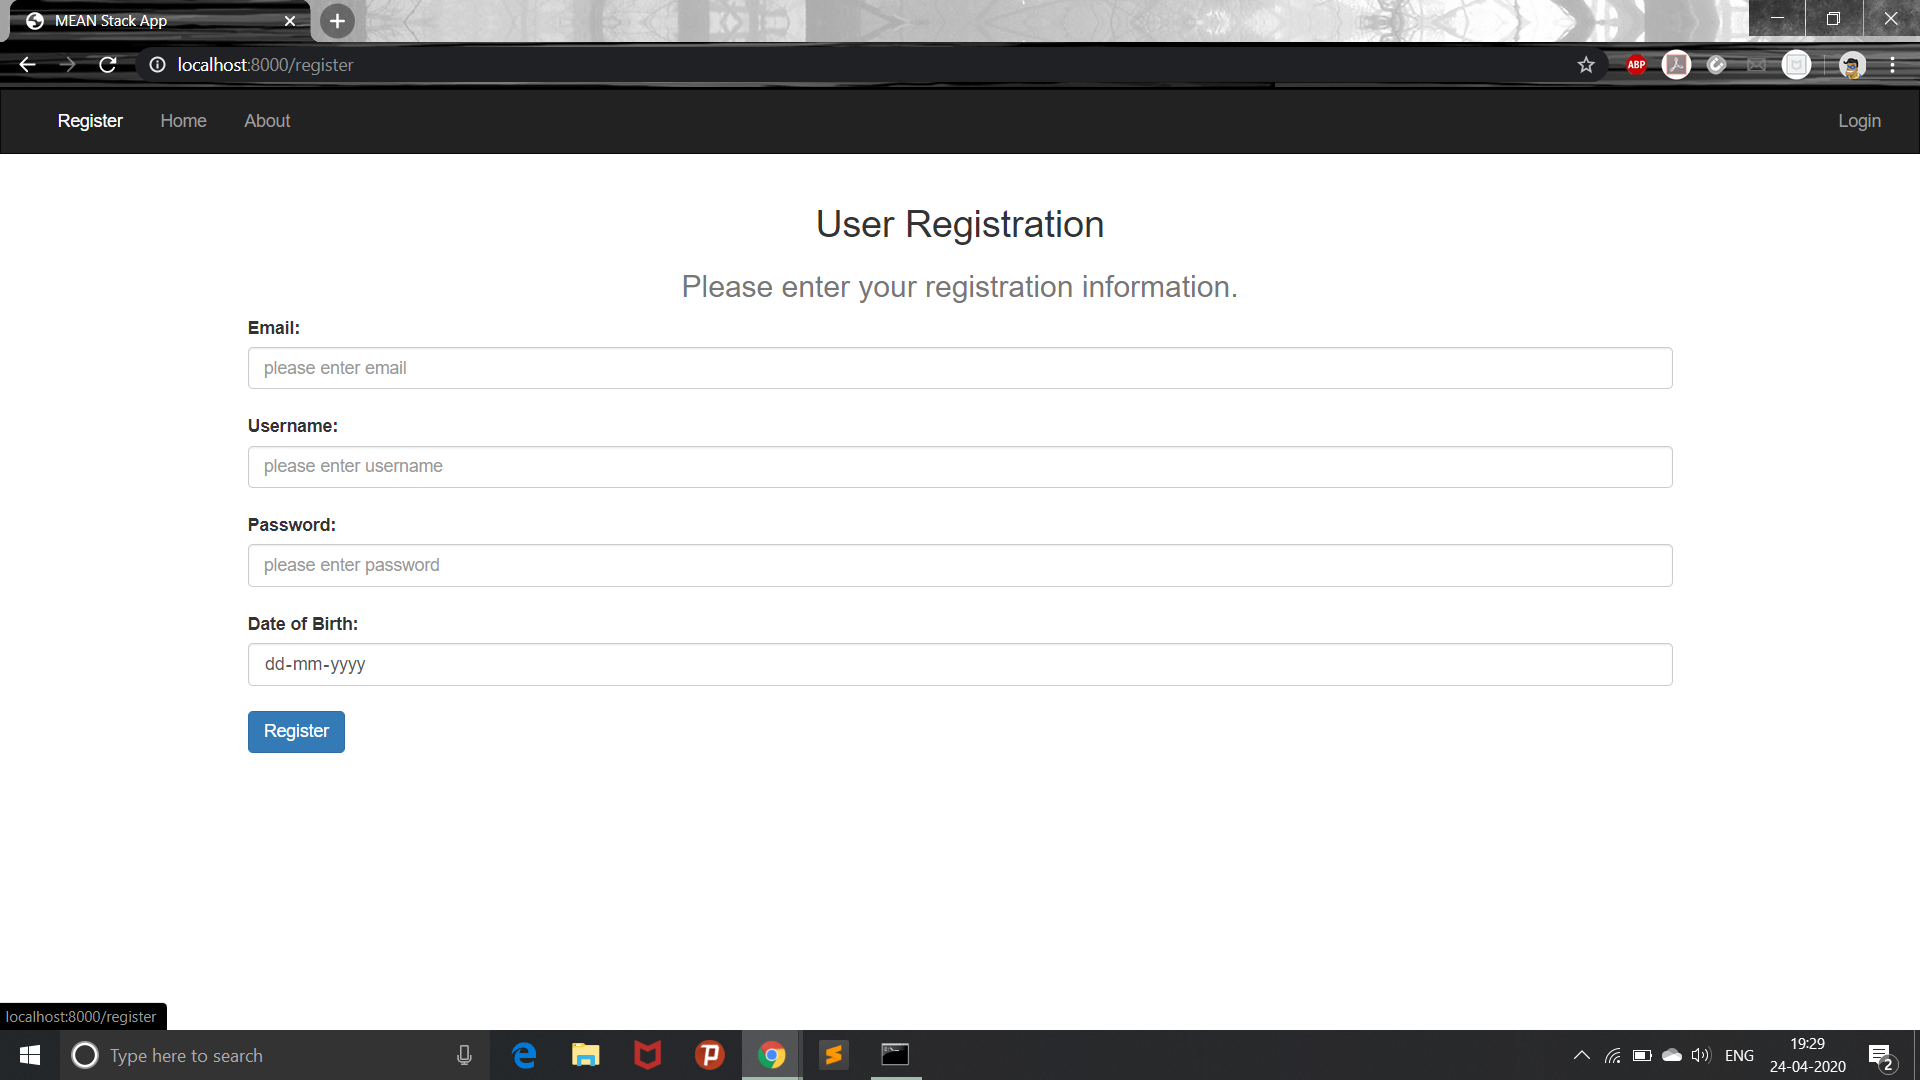 MEAN Stack App
localhost:8000/register
ABP
Register Home About Login
User Registration
Please enter your registration information.
Email:
please enter email
Username:
please enter username
Password:
please enter password
Date of Birth:
dd-mm-yyyy
Register
localhost:8000/register
Type here to search
ENG
19:29
24-04-2020
2